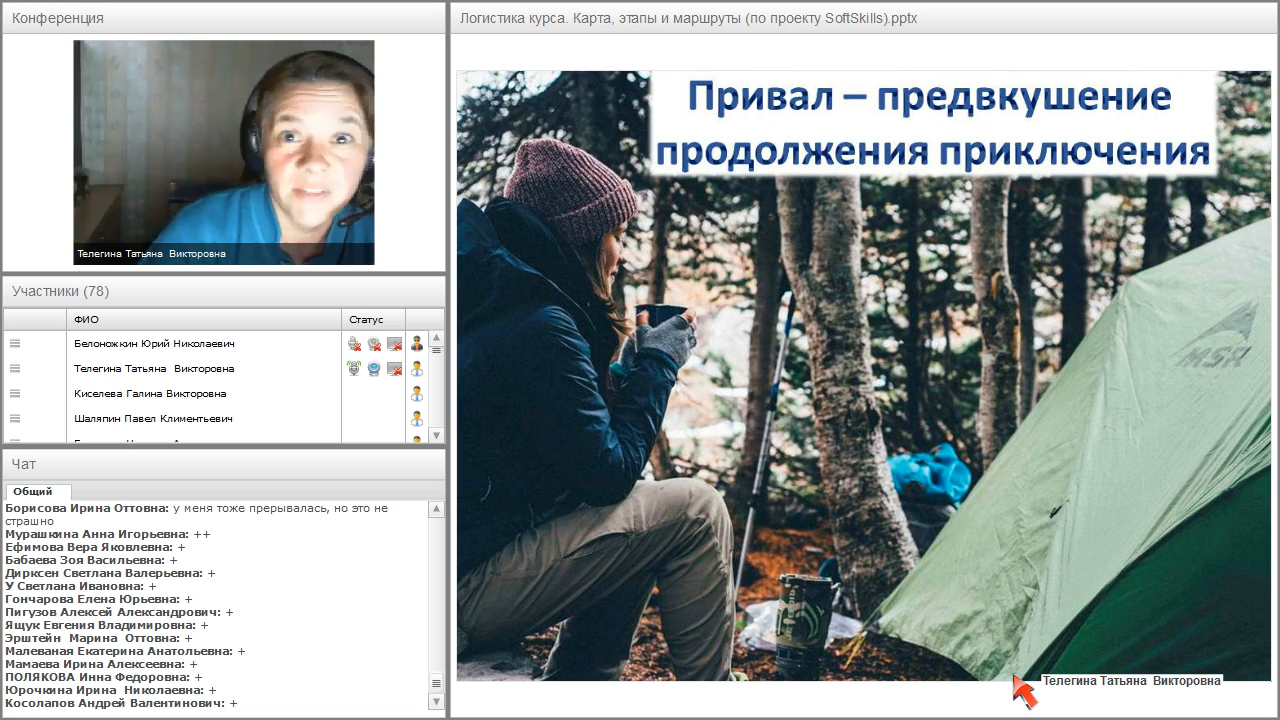 Конференция
Телегина Татьяна Викторовна
Участники (78)
ФИО
Статус
Белоножкин Юрий Николаевич
Телегина Татьяна Викторовна
Киселева Галина Викторовна
Шаляпин Павел Климентьевич
Чат
Общий
Борисова Ирина Оттовна: у меня тоже прерывалась, но это не
страшно
Мурашкина Анна Игорьевна: ++
Ефимова Вера Яковлевна: +
Бабаева Зоя Васильевна: +
Дирксен Светлана Валерьевна: +
У Светлана Ивановна: +
Гончарова Елена Юрьевна: +
Пигузов Алексей Александрович: +
Ящук Евгения Владимировна: +
Эрштейн Марина Оттовна: +
Малеваная Екатерина Анатольевна: +
Мамаева Ирина Алексеевна: +
ПОЛЯКОВА Инна Федоровна: +
Юрочкина Ирина Николаевна: +
Косолапов Андрей Валентинович: +
Логистика курса. Карта, этапы и маршруты (по проекту SoftSkills).pptx
Привал – предвкушение
продолжения приключения
MSR
Телегина Татьяна Викторовна